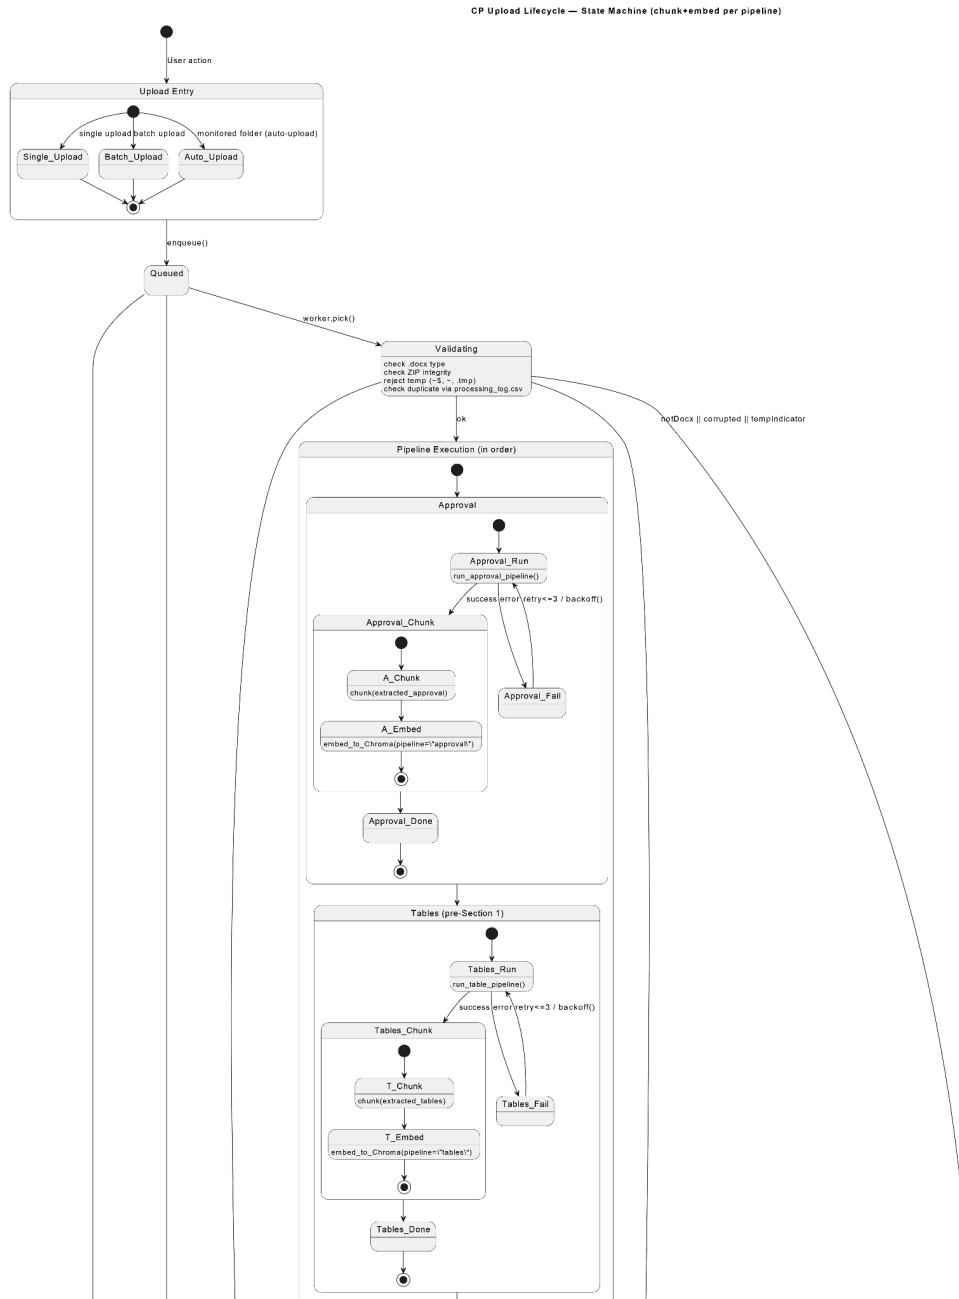 CP Upload Lifecycle — State Machine (chunk+embed per pipeline)
User action
Upload Entry
single upload
batch upload
monitored folder (auto-upload)
Single_Upload
Batch_Upload
Auto_Upload
enqueue()
Queued
worker.pick()
Validating
check .docx type
check ZIP integrity
reject temp (~$, ~, .tmp)
check duplicate via processing_log.csv
ok
notDocx || corrupted || tempIndicator
Pipeline Execution (in order)
Approval
Approval_Run
run_approval_pipeline()
success
error
retry<=3 / backoff()
Approval_Chunk
A_Chunk
chunk(extracted_approval)
Approval_Fail
A_Embed
embed_to_Chroma(pipeline=\"approval\")
Approval_Done
Tables (pre-Section 1)
Tables_Run
run_table_pipeline()
success
error
retry<=3 / backoff()
Tables_Chunk
T_Chunk
chunk(extracted_tables)
Tables_Fail
T_Embed
embed_to_Chroma(pipeline=\"tables\")
Tables_Done